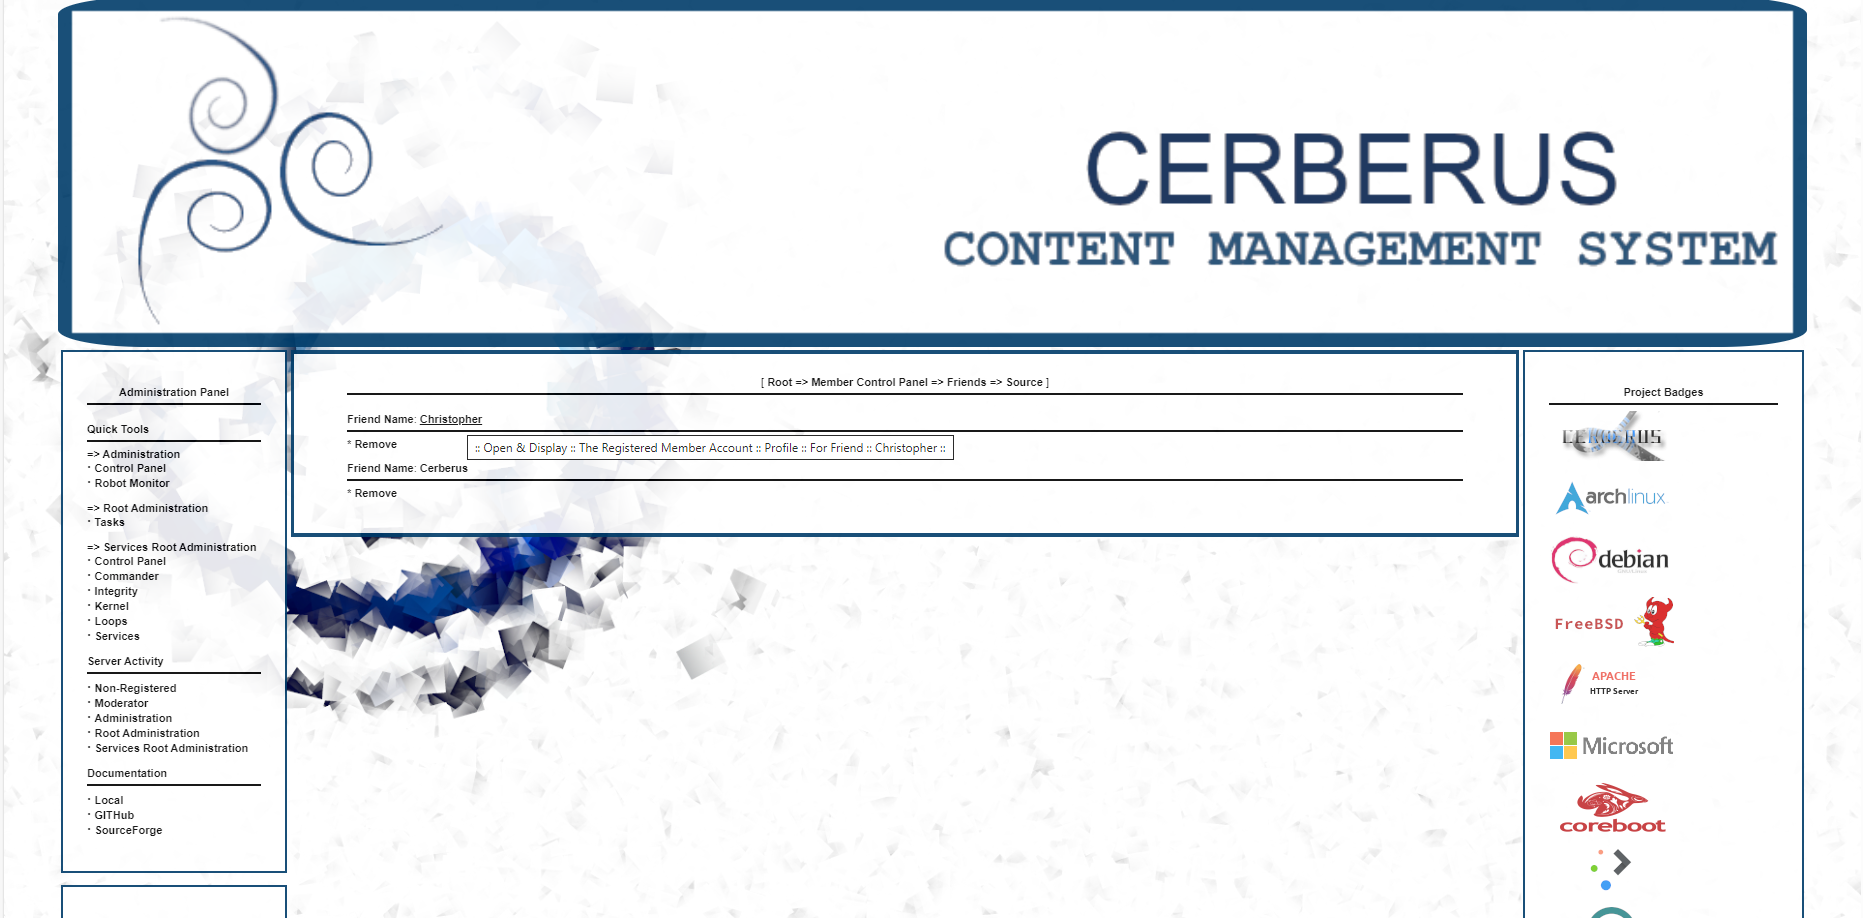 CERBERUS
CONTENT MANAGEMENT SYSTEM
Administration Panel
Quick Tools
=> Administration
· Control Panel
· Robot Monitor
=> Root Administration
· Tasks
=> Services Root Administration
· Control Panel
· Commander
· Integrity
· Kernel
· Loops
· Services
Server Activity
· Non-Registered
· Moderator
· Administration
· Root Administration
· Services Root Administration
Documentation
· Local
· GITHub
· SourceForge
[ Root => Member Control Panel => Friends => Source ]
Friend Name: Christopher
* Remove
:: Open & Display :: The Registered Member Account :: Profile :: For Friend :: Christopher ::
Friend Name: Cerberus
* Remove
Project Badges
CERBERUS
archlinux
debian
FreeBSD
APACHE
HTTP Server
Microsoft
coreboot